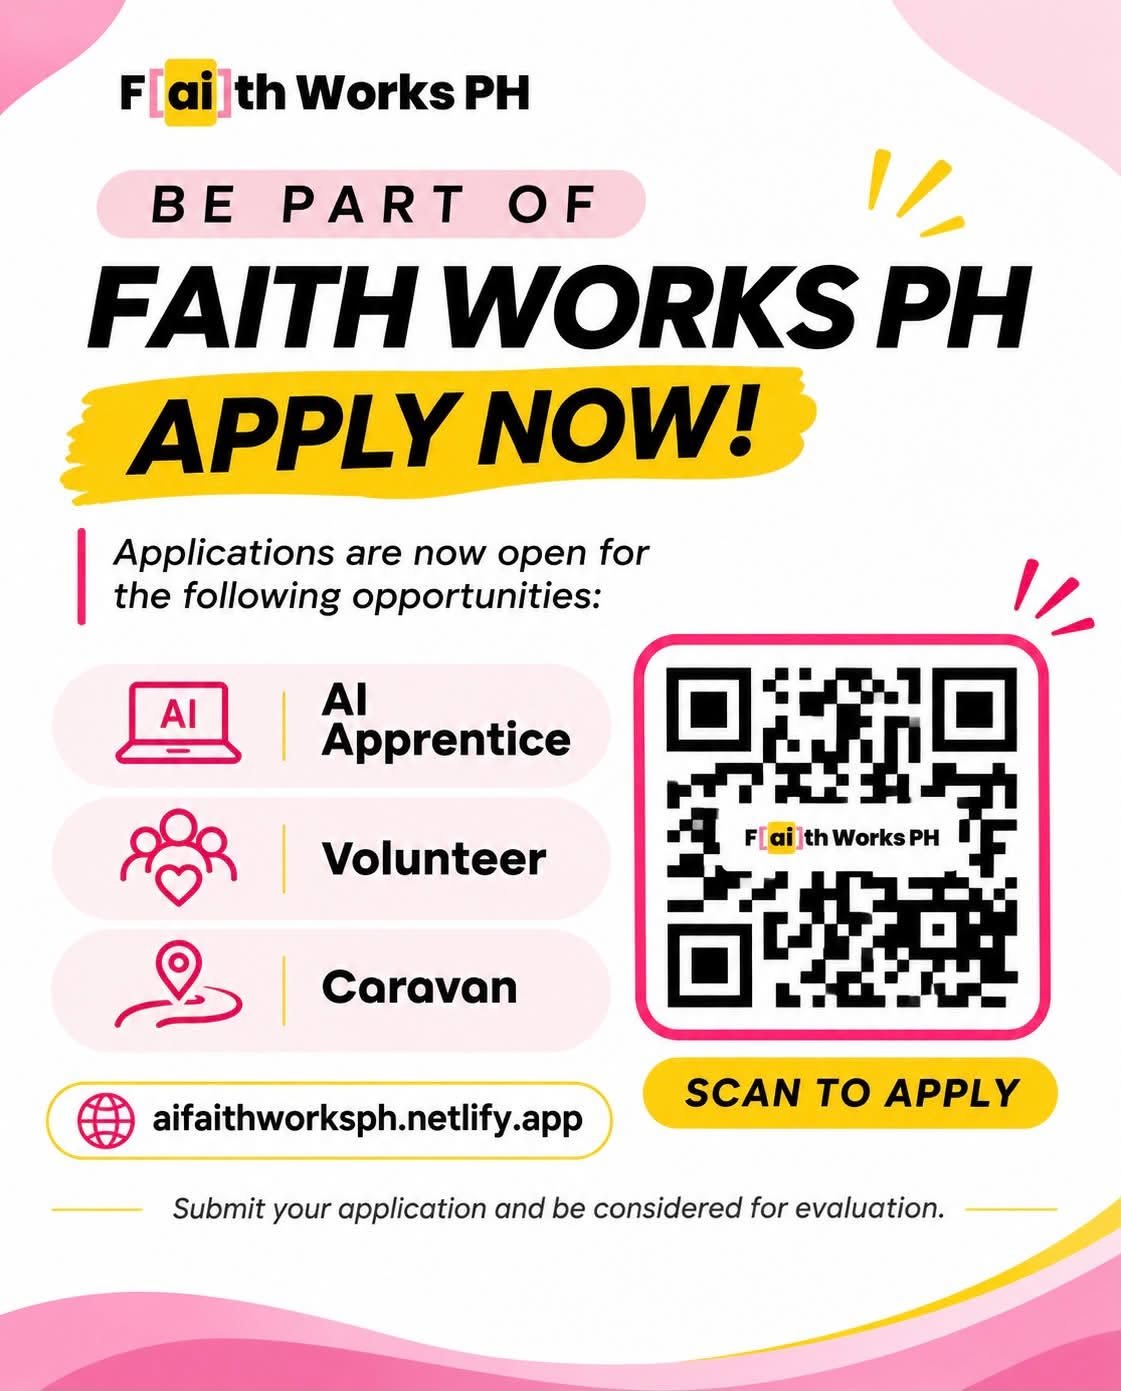 F[ai]th Works PH
BE PART OF
FAITH WORKS PH
APPLY NOW!
Applications are now open for
the following opportunities:
AI
AI
Apprentice
Volunteer
Caravan
F[ai]th Works PH
SCAN TO APPLY
aifaithworksph.netlify.app
Submit your application and be considered for evaluation.